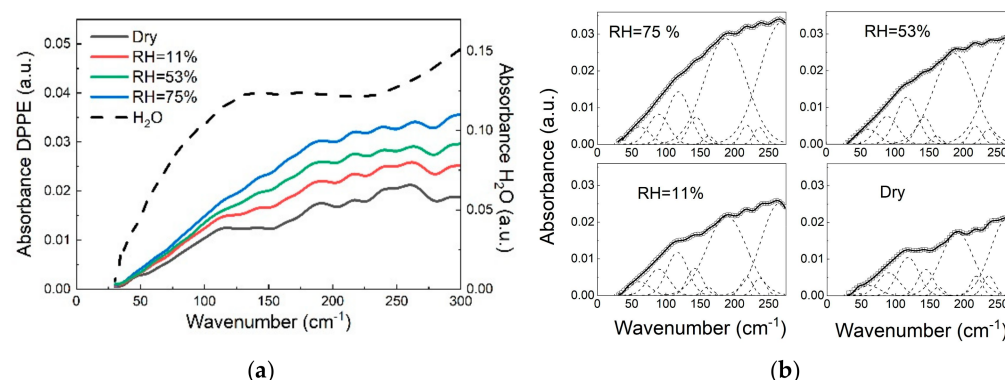 0.05
0.04
0.03
0.02
0.01
0.00
Absorbance DPPE (a.u.)
Dry
RH=11%
RH=53%
RH=75%
H₂O
0.15
0.10
0.05
0.00
Absorbance H₂O (a.u.)
0 50 100 150 200 250 300
Wavenumber (cm⁻¹)
(a)
b)
Absorbance (a.u.)
RH=75 %
0.03
0.02
0.01
0.00
0 50 100 150 200 250
RH=53%
0.03
0.02
0.01
0.00
0 50 100 150 200 250
RH=11%
0.03
0.02
0.01
0.00
0 50 100 150 200 250
Wavenumber (cm⁻¹)
Dry
0.03
0.02
0.01
0.00
0 50 100 150 200 250
Wavenumber (cm⁻¹)
(b)